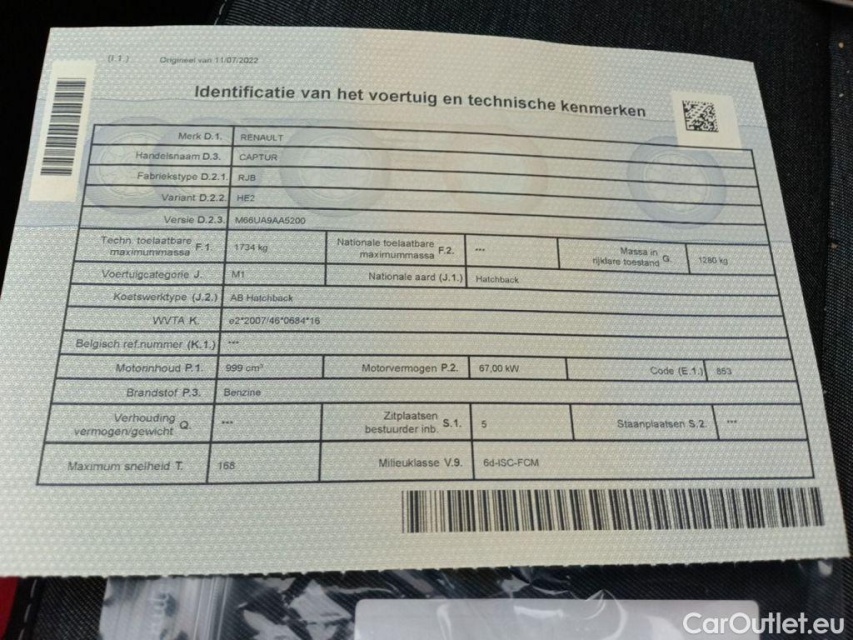 (I.1) Origineel van 11/07/2022
Identificatie van het voertuig en technische kenmerken
Merk D.1. RENAULT
Handelsnaam D.3. CAPTUR
Fabriekstype D.2.1. RJB
Variant D.2.2. HE2
Versie D.2.3. M66UA9AA5200
Techn. toelaatbare maximummassa F.1. 1734 kg Nationale toelaatbare maximummassa F.2. *** Massa in rijklare toestand G. 1280 kg
Voertuigcategorie J. M1 Nationale aard (J.1.) Hatchback
Koetswerktype (J.2.) AB Hatchback
WVTA K. e2*2007/46*0684*16
Belgisch ref.nummer (K.1.) ***
Motorinhoud P.1. 999 cm³ Motorvermogen P.2. 67,00 kW Code (E.1.) 863
Brandstof P.3. Benzine
Verhouding vermogen/gewicht Q. *** Zitplaatsen bestuurder inb. S.1. 5 Staanplaatsen S.2. ***
Maximum snelheid T. 168 Milieuklasse V.9. 6d-ISC-FCM
CarOutlet.eu